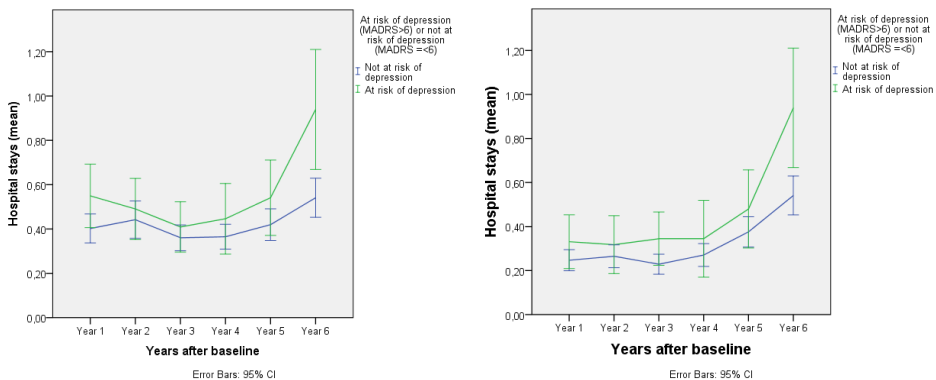 At risk of depression
(MADRS>6) or not at
risk of depression
(MADRS =<6)
Not at risk of
depression
At risk of depression
1,20
1,00
0,80
0,60
0,40
0,20
0,00
Hospital stays (mean)
Year 1 Year 2 Year 3 Year 4 Year 5 Year 6
Years after baseline
Error Bars: 95% CI
At risk of depression
(MADRS>6) or not at
risk of depression
(MADRS =<6)
Not at risk of
depression
At risk of depression
1,20
1,00
0,80
0,60
0,40
0,20
0,00
Hospital stays (mean)
Year 1 Year 2 Year 3 Year 4 Year 5 Year 6
Years after baseline
Error Bars: 95% CI